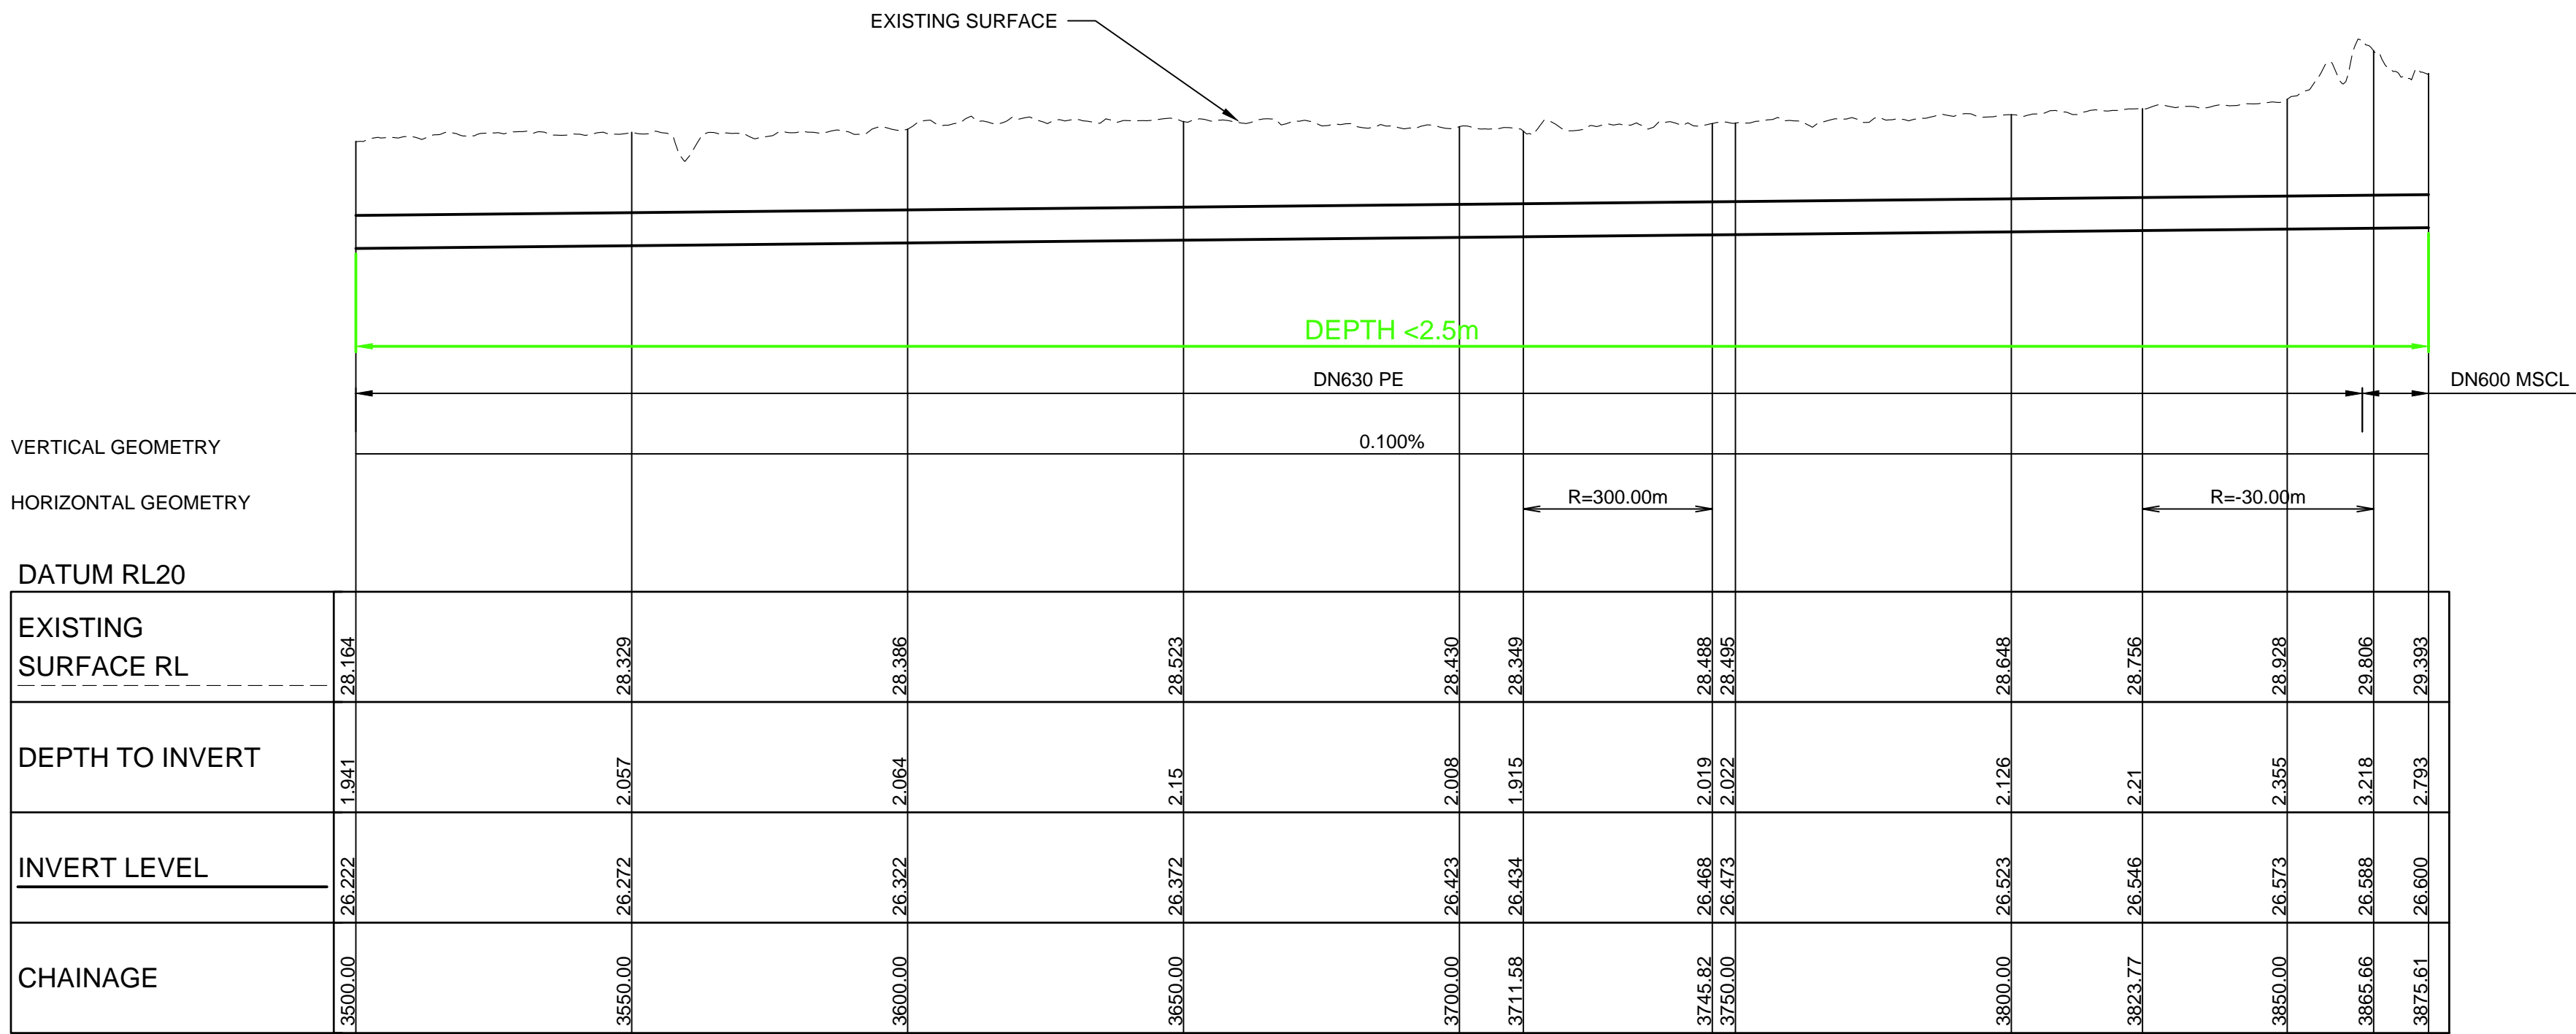 EXISTING SURFACE
DEPTH <2.5m
DN630 PE
DN600 MSCL
VERTICAL GEOMETRY
0.100%
HORIZONTAL GEOMETRY
R=300.00m
R=-30.00m
DATUM RL20
EXISTING
SURFACE RL
28.164 28.329 28.386 28.523 28.430 28.349 28.488 28.495 28.648 28.756 28.928 29.806 29.393
DEPTH TO INVERT
1.941 2.057 2.064 2.15 2.008 1.915 2.019 2.022 2.126 2.21 2.355 3.218 2.793
INVERT LEVEL
26.222 26.272 26.322 26.372 26.423 26.434 26.468 26.473 26.523 26.546 26.573 26.588 26.600
CHAINAGE
3500.00 3550.00 3600.00 3650.00 3700.00 3711.58 3745.82 3750.00 3800.00 3823.77 3850.00 3865.66 3875.61